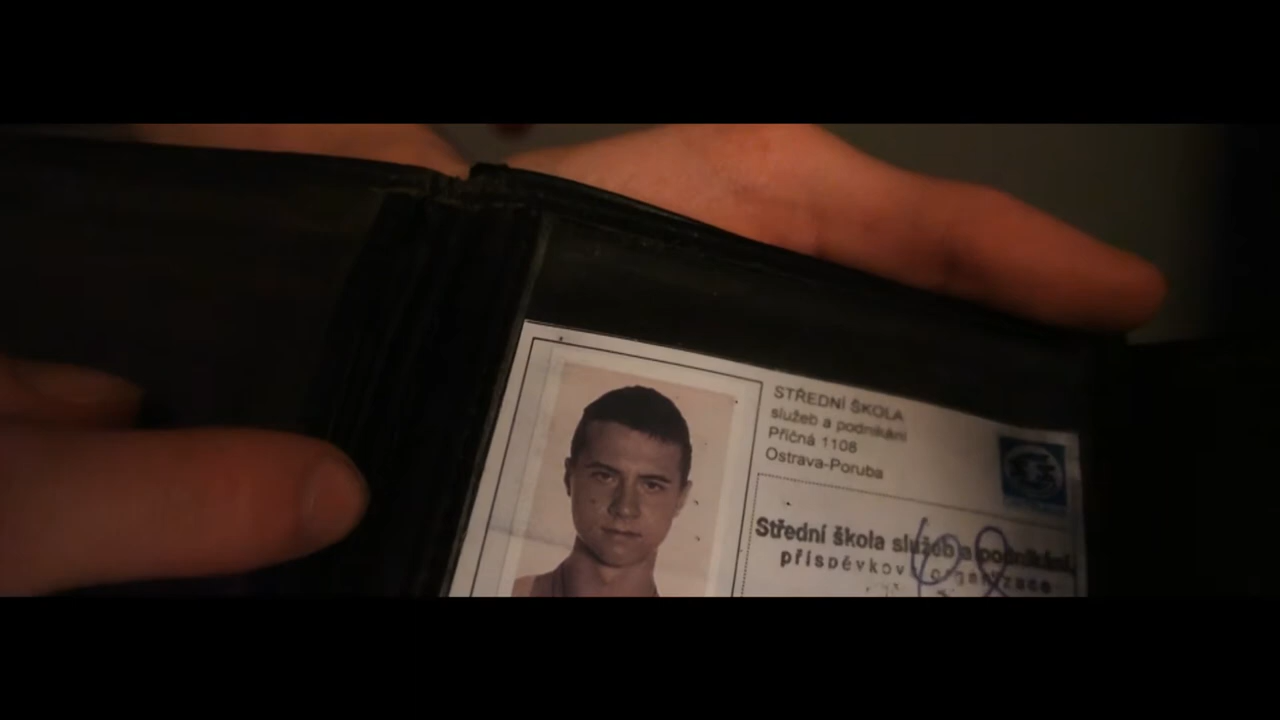 STŘEDNÍ ŠKOLA
služeb a podnikání
Příčná 1108
Ostrava-Poruba
Střední škola služeb a podnikání,
příspěvková organizace